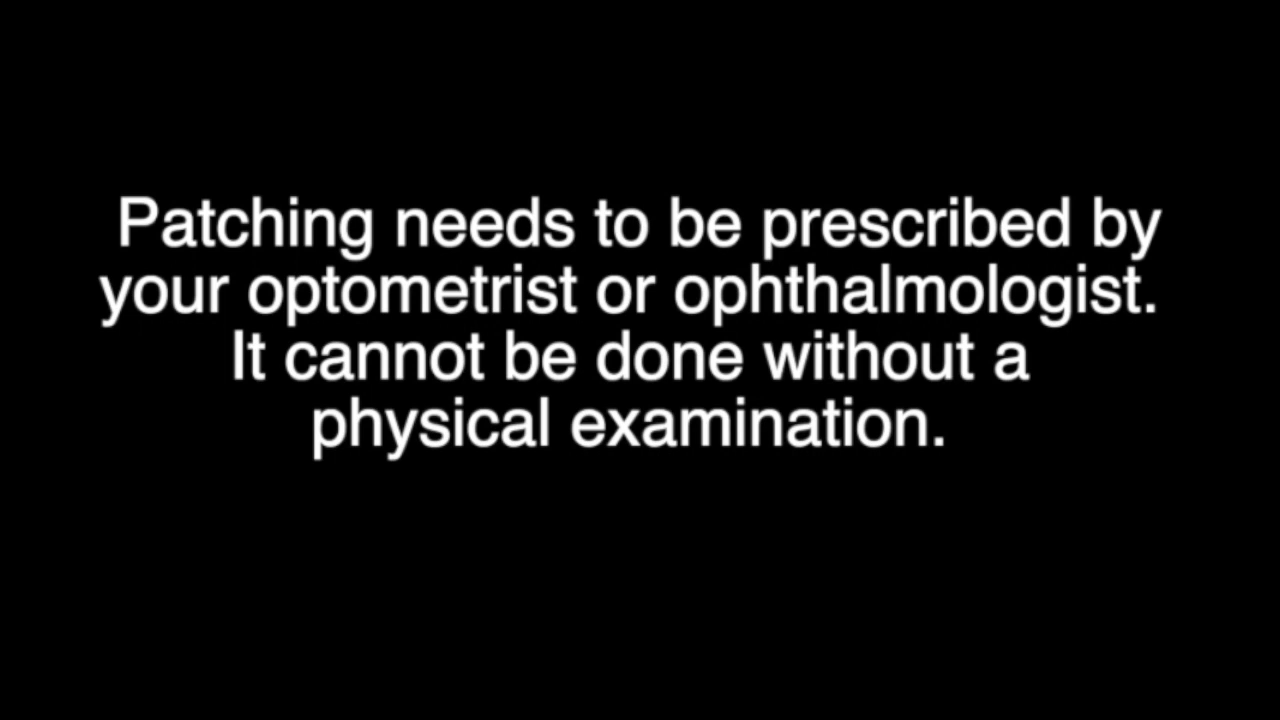 Patching needs to be prescribed by
your optometrist or ophthalmologist.
It cannot be done without a
physical examination.